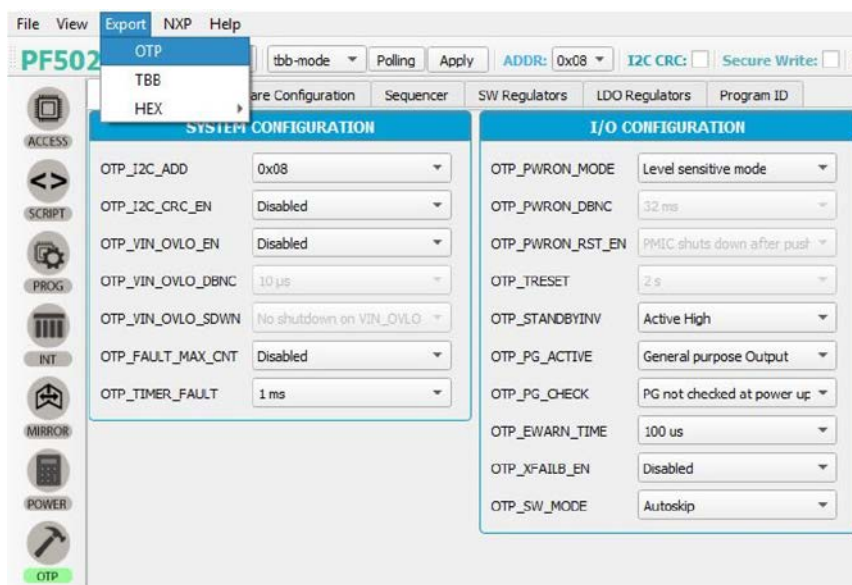 File View Export NXP Help
PF502 tbb-mode Polling Apply ADDR: 0x08 I2C CRC: Secure Write:
OTP
TBB
HEX
are Configuration Sequencer SW Regulators LDO Regulators Program ID
SYSTEM CONFIGURATION
OTP_I2C_ADD 0x08
OTP_I2C_CRC_EN Disabled
OTP_VIN_OVLO_EN Disabled
OTP_VIN_OVLO_DBNC 10 µs
OTP_VIN_OVLO_SDWN No shutdown on VIN_OVLO
OTP_FAULT_MAX_CNT Disabled
OTP_TIMER_FAULT 1 ms
I/O CONFIGURATION
OTP_PWRON_MODE Level sensitive mode
OTP_PWRON_DBNC 32 ms
OTP_PWRON_RST_EN PMIC shuts down after push
OTP_TRESET 2 s
OTP_STANDBYINV Active High
OTP_PG_ACTIVE General purpose Output
OTP_PG_CHECK PG not checked at power up
OTP_EWARN_TIME 100 us
OTP_XFAILB_EN Disabled
OTP_SW_MODE Autoskip
ACCESS
SCRIPT
PROG
INT
MIRROR
POWER
OTP